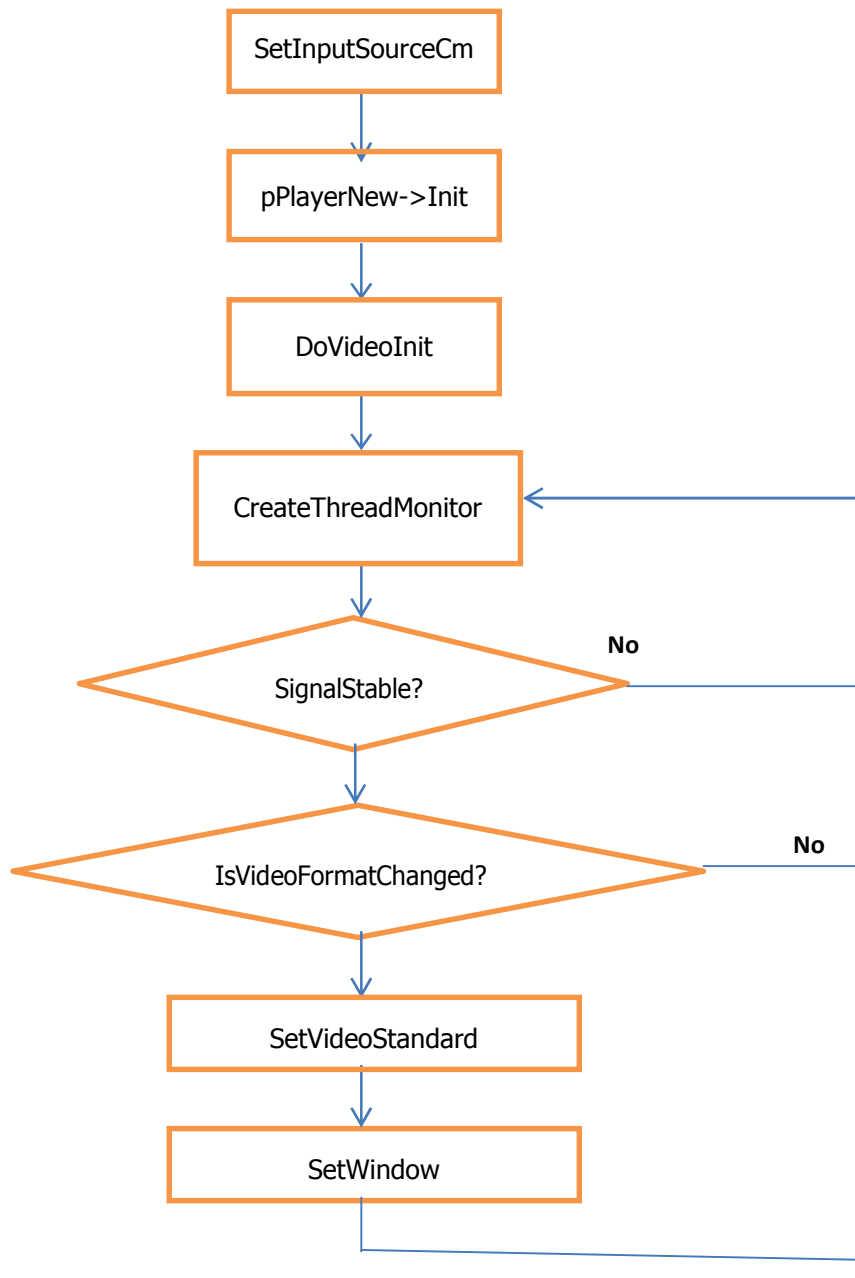 SetInputSourceCm
pPlayerNew->Init
DoVideoInit
CreateThreadMonitor
No
SignalStable?
No
IsVideoFormatChanged?
SetVideoStandard
SetWindow